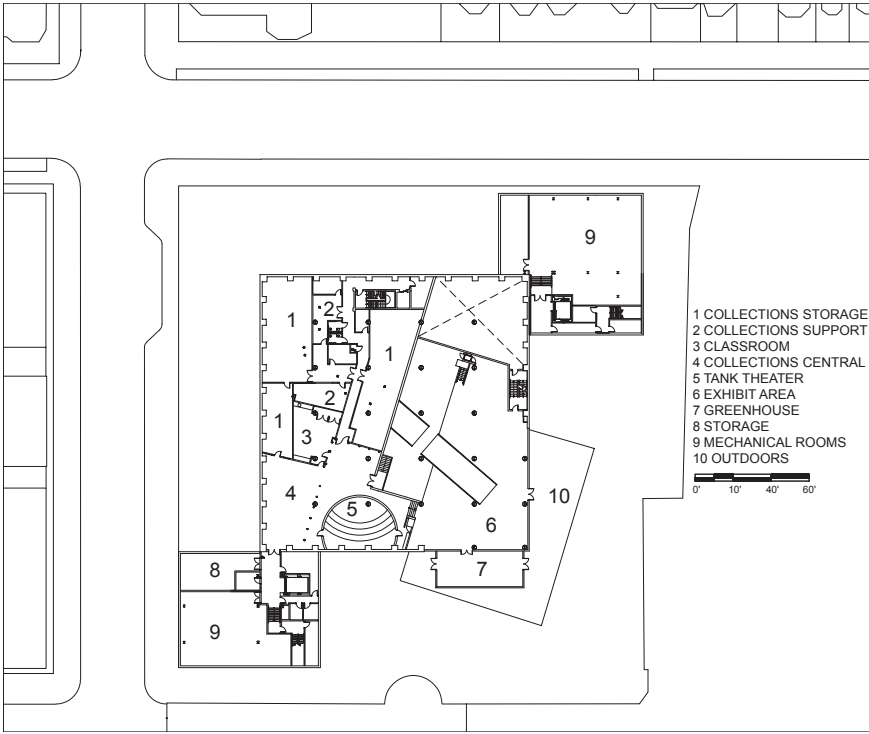 9
1
2
1
2
1
3
4
5
10
6
7
8
9
1 COLLECTIONS STORAGE
2 COLLECTIONS SUPPORT
3 CLASSROOM
4 COLLECTIONS CENTRAL
5 TANK THEATER
6 EXHIBIT AREA
7 GREENHOUSE
8 STORAGE
9 MECHANICAL ROOMS
10 OUTDOORS
0' 10' 40' 60'